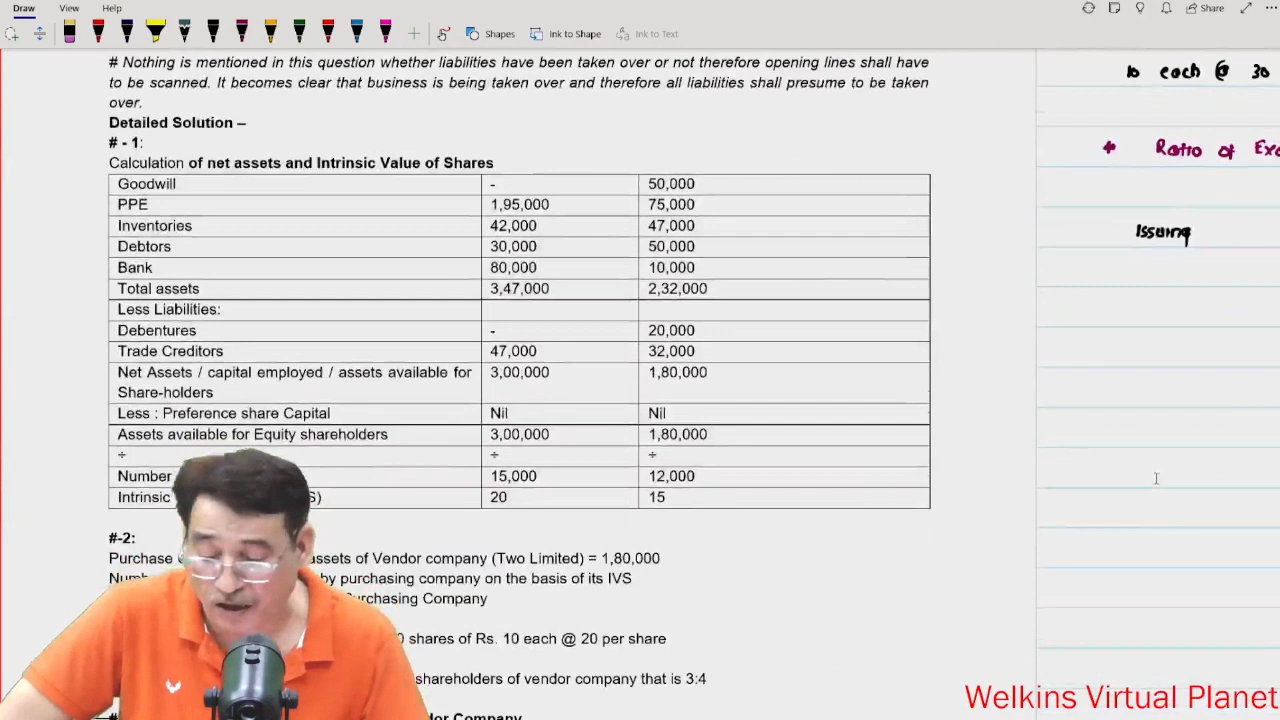 Draw View Help
Share
Shapes Ink to Shape Ink to Text
# Nothing is mentioned in this question whether liabilities have been taken over or not therefore opening lines shall have
to be scanned. It becomes clear that business is being taken over and therefore all liabilities shall presume to be taken
over.
Detailed Solution –
# - 1:
Calculation of net assets and Intrinsic Value of Shares
Goodwill - 50,000
PPE 1,95,000 75,000
Inventories 42,000 47,000
Debtors 30,000 50,000
Bank 80,000 10,000
Total assets 3,47,000 2,32,000
Less Liabilities:
Debentures - 20,000
Trade Creditors 47,000 32,000
Net Assets / capital employed / assets available for 3,00,000 1,80,000
Share-holders
Less : Preference share Capital Nil Nil
Assets available for Equity shareholders 3,00,000 1,80,000
÷ ÷ ÷
Number 15,000 12,000
Intrinsic S) 20 15
#-2:
Purchase assets of Vendor company (Two Limited) = 1,80,000
by purchasing company on the basis of its IVS
Purchasing Company
0 shares of Rs. 10 each @ 20 per share
shareholders of vendor company that is 3:4
Vendor Company
10 each @ 30
* Ratio of
Issuing
Welkins Virtual Planet